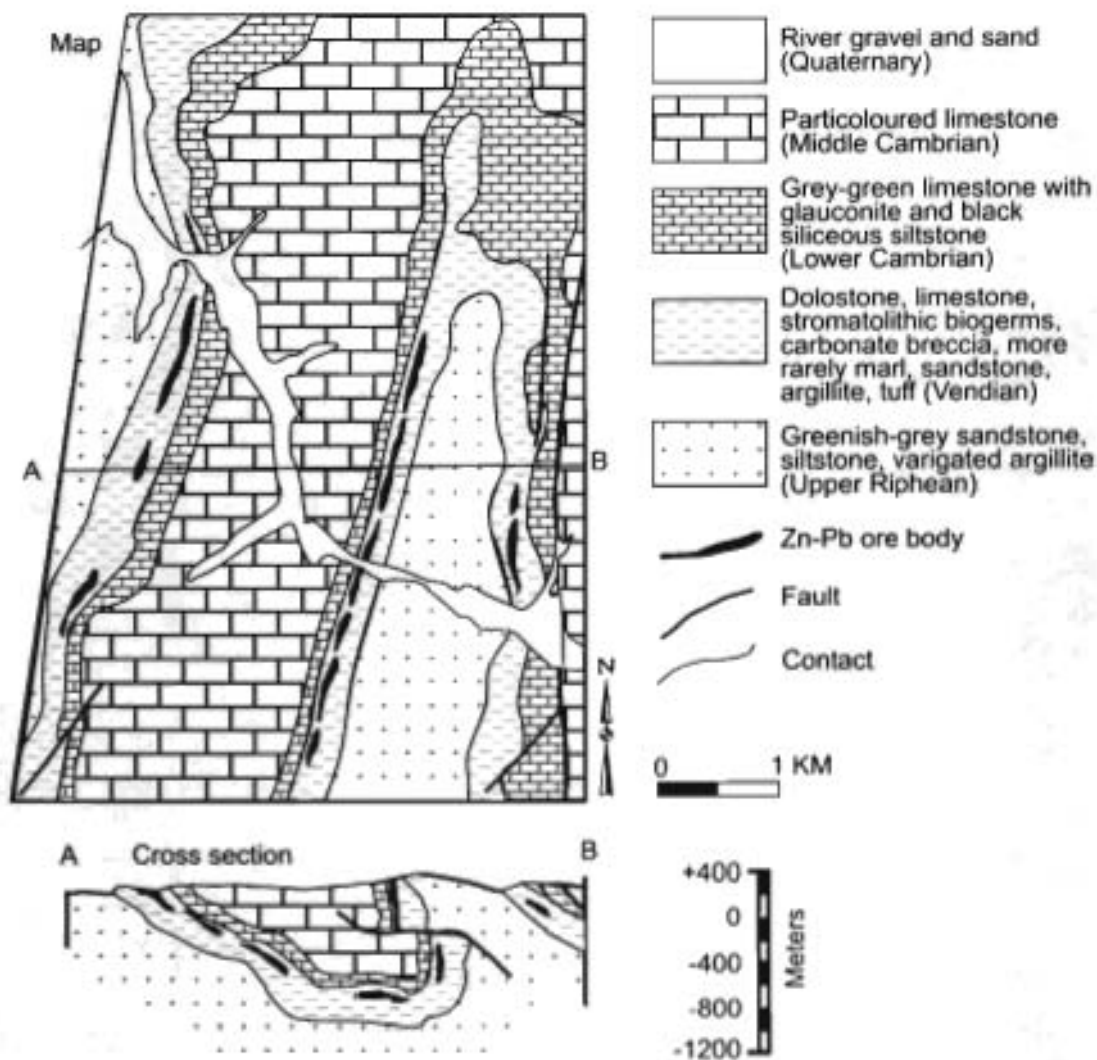 Map
River gravei and sand
(Quaternary)
Particoloured limestone
(Middle Cambrian)
Grey-green limestone with
glauconite and black
siliceous siltstone
(Lower Cambrian)
Dolostone, limestone,
stromatolithic biogerms,
carbonate breccia, more
rarely marl, sandstone,
argillite, tuff (Vendian)
Greenish-grey sandstone,
siltstone, varigated argillite
(Upper Riphean)
Zn-Pb ore body
Fault
Contact
A
B
N
S
0 1 KM
A Cross section B
+400
0
-400
-800
-1200
Meters